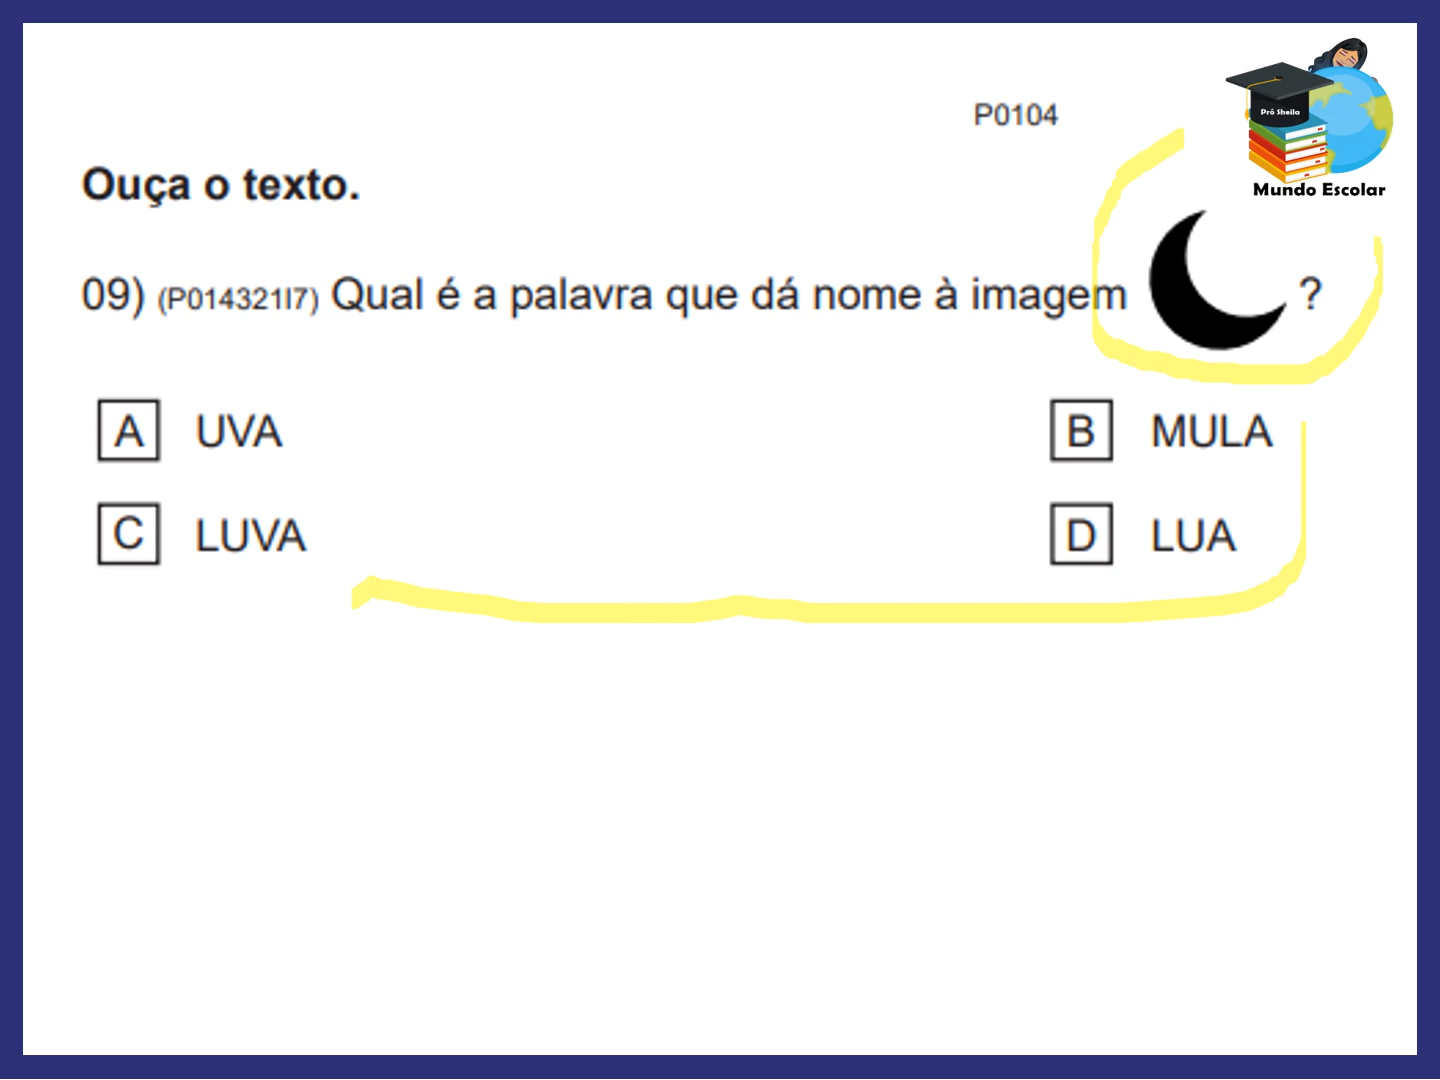 P0104
Prô Sheila
Mundo Escolar
Ouça o texto.
09) (P014321I7) Qual é a palavra que dá nome à imagem ?
A UVA
B MULA
C LUVA
D LUA